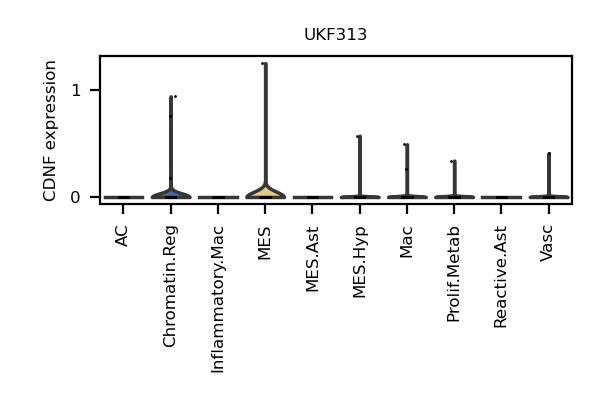 UKF313
CDNF expression
1
0
AC
Chromatin.Reg
Inflammatory.Mac
MES
MES.Ast
MES.Hyp
Mac
Prolif.Metab
Reactive.Ast
Vasc